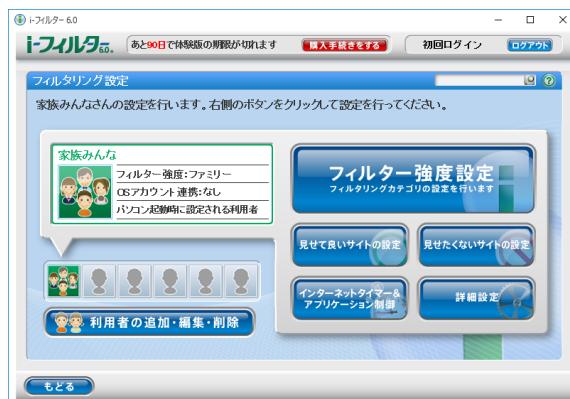 i-フィルター 6.0
i-フィルター 6.0. あと90日で体験版の期限が切れます 購入手続きをする 初回ログイン ログアウト
フィルタリング設定
家族みんなさんの設定を行います。右側のボタンをクリックして設定を行ってください。
家族みんな
フィルター強度:ファミリー
OSアカウント連携:なし
パソコン起動時に設定される利用者
フィルター強度設定
フィルタリングカテゴリの設定を行います
見せて良いサイトの設定 見せたくないサイトの設定
インターネットタイマー&
アプリケーション制御
詳細設定
利用者の追加・編集・削除
もどる